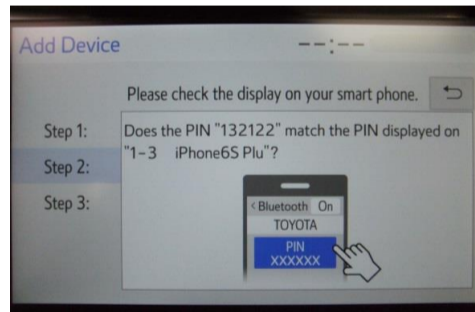 Add Device
--:--
Please check the display on your smart phone.
Step 1:
Does the PIN "132122" match the PIN displayed on
"1-3 iPhone6S Plu"?
Step 2:
Step 3:
< Bluetooth On
TOYOTA
PIN
XXXXXX